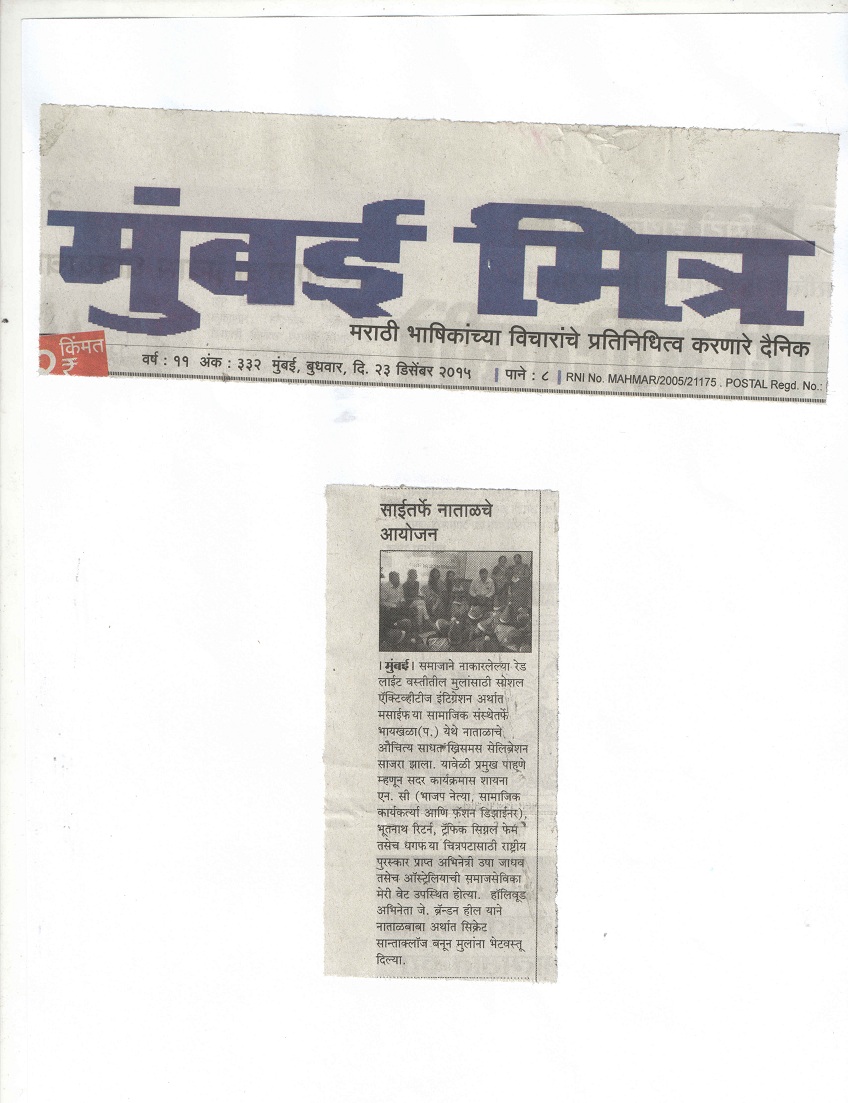 मुंबई मित्र
मराठी भाषिकांच्या विचारांचे प्रतिनिधित्व करणारे दैनिक
किंमत
₹
वर्ष : ११ अंक : ३३२ मुंबई, बुधवार, दि. २३ डिसेंबर २०१५ | पाने : ८ | RNI No. MAHMAR/2005/21175 . POSTAL Regd. No.:
साईतर्फे नाताळचे
आयोजन
। मुंबई । समाजाने नाकारलेल्या रेड
लाईट वस्तीतील मुलांसाठी सोशल
ऍक्टिव्हीटीज इंटिग्रेशन अर्थात
मसाईफया सामाजिक संस्थेतर्फे
भायखळा(प.) येथे नाताळाचे
औचित्य साधत ख्रिसमस सेलिब्रेशन
साजरा झाला. यावेळी प्रमुख पाहूणे
म्हणून सदर कार्यक्रमास शायना
एन. सी (भाजप नेत्या, सामाजिक
कार्यकर्त्या आणि फॅशन डिझाईनर),
भूतनाथ रिटर्न, ट्रॅफिक सिग्नल फेम
तसेच धगफया चित्रपटासाठी राष्ट्रीय
पुरस्कार प्राप्त अभिनेत्री उषा जाधव
तसेच ऑस्ट्रेलियाची समाजसेविका
मेरी वेट उपस्थित होत्या. हॉलिवूड
अभिनेता जे. ब्रॅन्डन हील याने
नाताळबाबा अर्थात सिक्रेट
सान्ताक्लॉज बनून मुलांना भेटवस्तू
दिल्या.